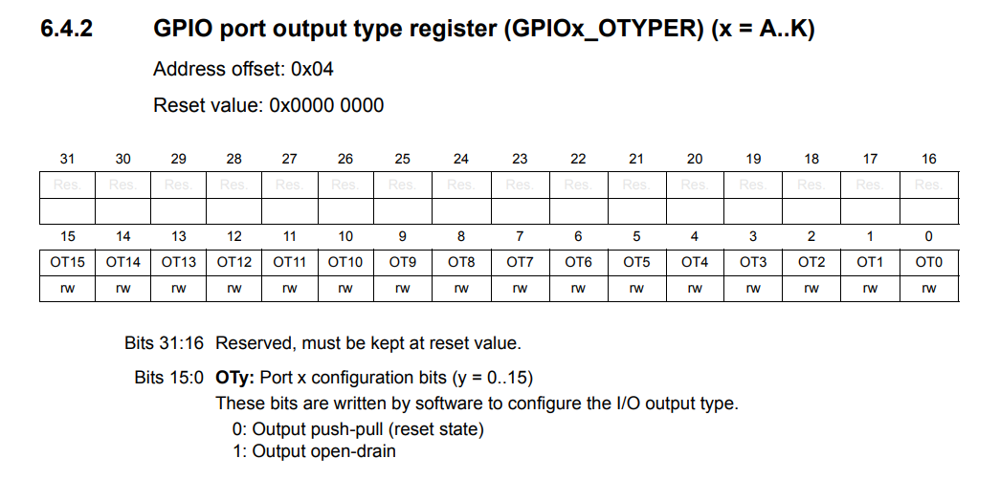 6.4.2 GPIO port output type register (GPIOx_OTYPER) (x = A..K)
Address offset: 0x04
Reset value: 0x0000 0000
31 30 29 28 27 26 25 24 23 22 21 20 19 18 17 16
Res. Res. Res. Res. Res. Res. Res. Res. Res. Res. Res. Res. Res. Res. Res. Res.
15 14 13 12 11 10 9 8 7 6 5 4 3 2 1 0
OT15 OT14 OT13 OT12 OT11 OT10 OT9 OT8 OT7 OT6 OT5 OT4 OT3 OT2 OT1 OT0
rw rw rw rw rw rw rw rw rw rw rw rw rw rw rw rw
Bits 31:16 Reserved, must be kept at reset value.
Bits 15:0 OTy: Port x configuration bits (y = 0..15)
These bits are written by software to configure the I/O output type.
0: Output push-pull (reset state)
1: Output open-drain